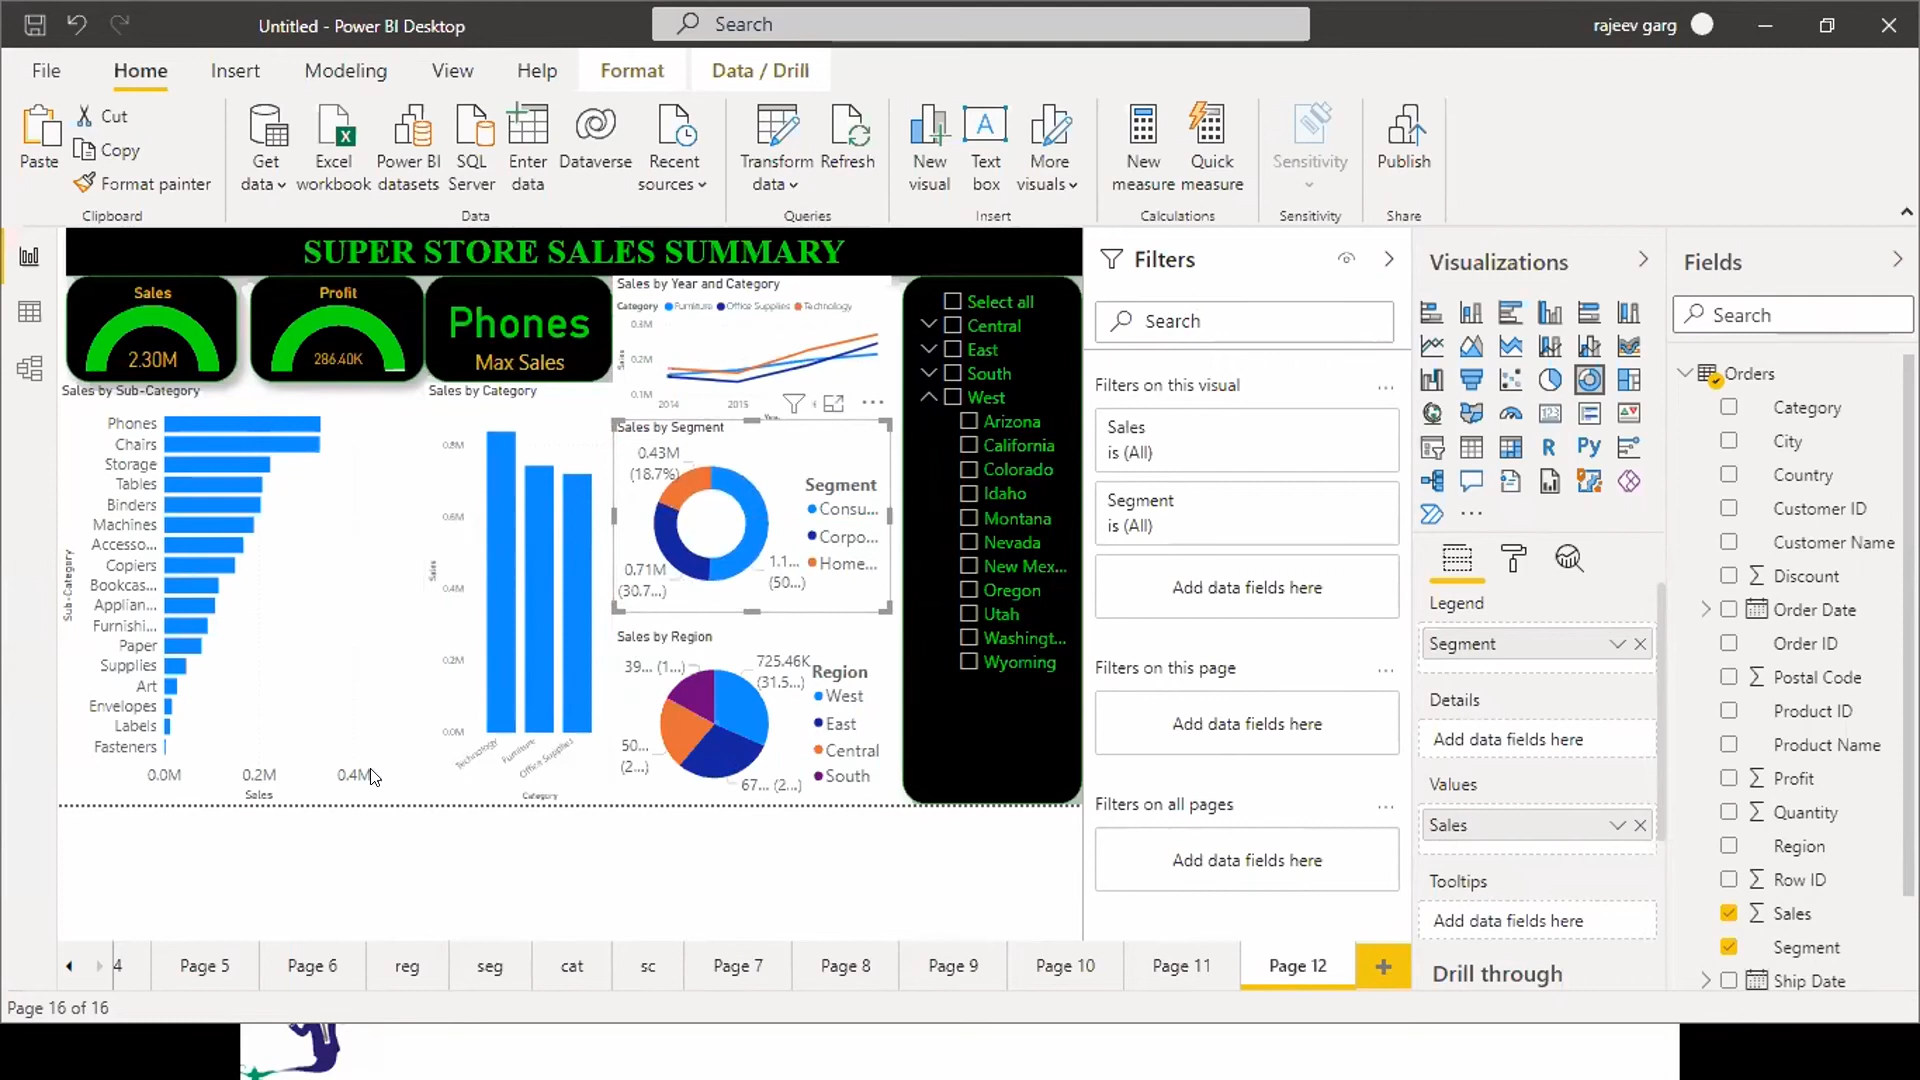 Untitled - Power BI Desktop
Search
rajeev garg
File
Home
Insert
Modeling
View
Help
Format
Data / Drill
Paste
Cut
Copy
Format painter
Clipboard
Get data
Excel workbook
Power BI datasets
SQL Server
Enter data
Dataverse
Recent sources
Data
Transform data
Refresh
Queries
New visual
Text box
More visuals
Insert
New measure
Quick measure
Calculations
Sensitivity
Sensitivity
Publish
Share
SUPER STORE SALES SUMMARY
Sales
2.30M
Profit
286.40K
Phones
Max Sales
Sales by Year and Category
Category Furniture Office Supplies Technology
0.3M
0.2M
0.1M
Sales
2014
2015
Sales by Sub-Category
Sub-Category
Phones
Chairs
Storage
Tables
Binders
Machines
Accesso...
Copiers
Bookcas...
Applian...
Furnishi...
Paper
Supplies
Art
Envelopes
Labels
Fasteners
0.0M
0.2M
0.4M
Sales
Sales by Category
0.8M
0.6M
0.4M
0.2M
0.0M
Sales
Technology
Furniture
Office Supplies
Category
Sales by Segment
0.43M
(18.7%)
0.71M
(30.7...)
1.1...
(50...)
Segment
Consu...
Corpo...
Home...
Sales by Region
39... (1...)
725.46K
(31.5...)
50...
(2...)
67... (2...)
Region
West
East
Central
South
Select all
Central
East
South
West
Arizona
California
Colorado
Idaho
Montana
Nevada
New Mex...
Oregon
Utah
Washingt...
Wyoming
Filters
Search
Filters on this visual
...
Sales
is (All)
Segment
is (All)
Add data fields here
Filters on this page
...
Add data fields here
Filters on all pages
...
Add data fields here
Visualizations
R
Py
...
Legend
Segment
Details
Add data fields here
Values
Sales
Tooltips
Add data fields here
Drill through
Fields
Search
Orders
Category
City
Country
Customer ID
Customer Name
Discount
Order Date
Order ID
Postal Code
Product ID
Product Name
Profit
Quantity
Region
Row ID
Sales
Segment
Ship Date
4
Page 5
Page 6
reg
seg
cat
sc
Page 7
Page 8
Page 9
Page 10
Page 11
Page 12
Page 16 of 16